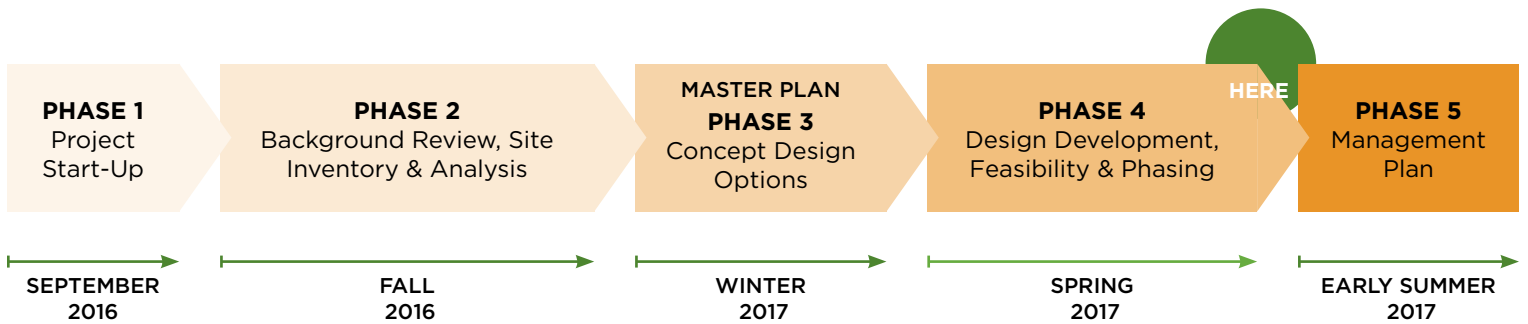 PHASE 1
Project
Start-Up
PHASE 2
Background Review, Site
Inventory & Analysis
MASTER PLAN
PHASE 3
Concept Design
Options
PHASE 4
Design Development,
Feasibility & Phasing
HERE
PHASE 5
Management
Plan
SEPTEMBER
2016
FALL
2016
WINTER
2017
SPRING
2017
EARLY SUMMER
2017